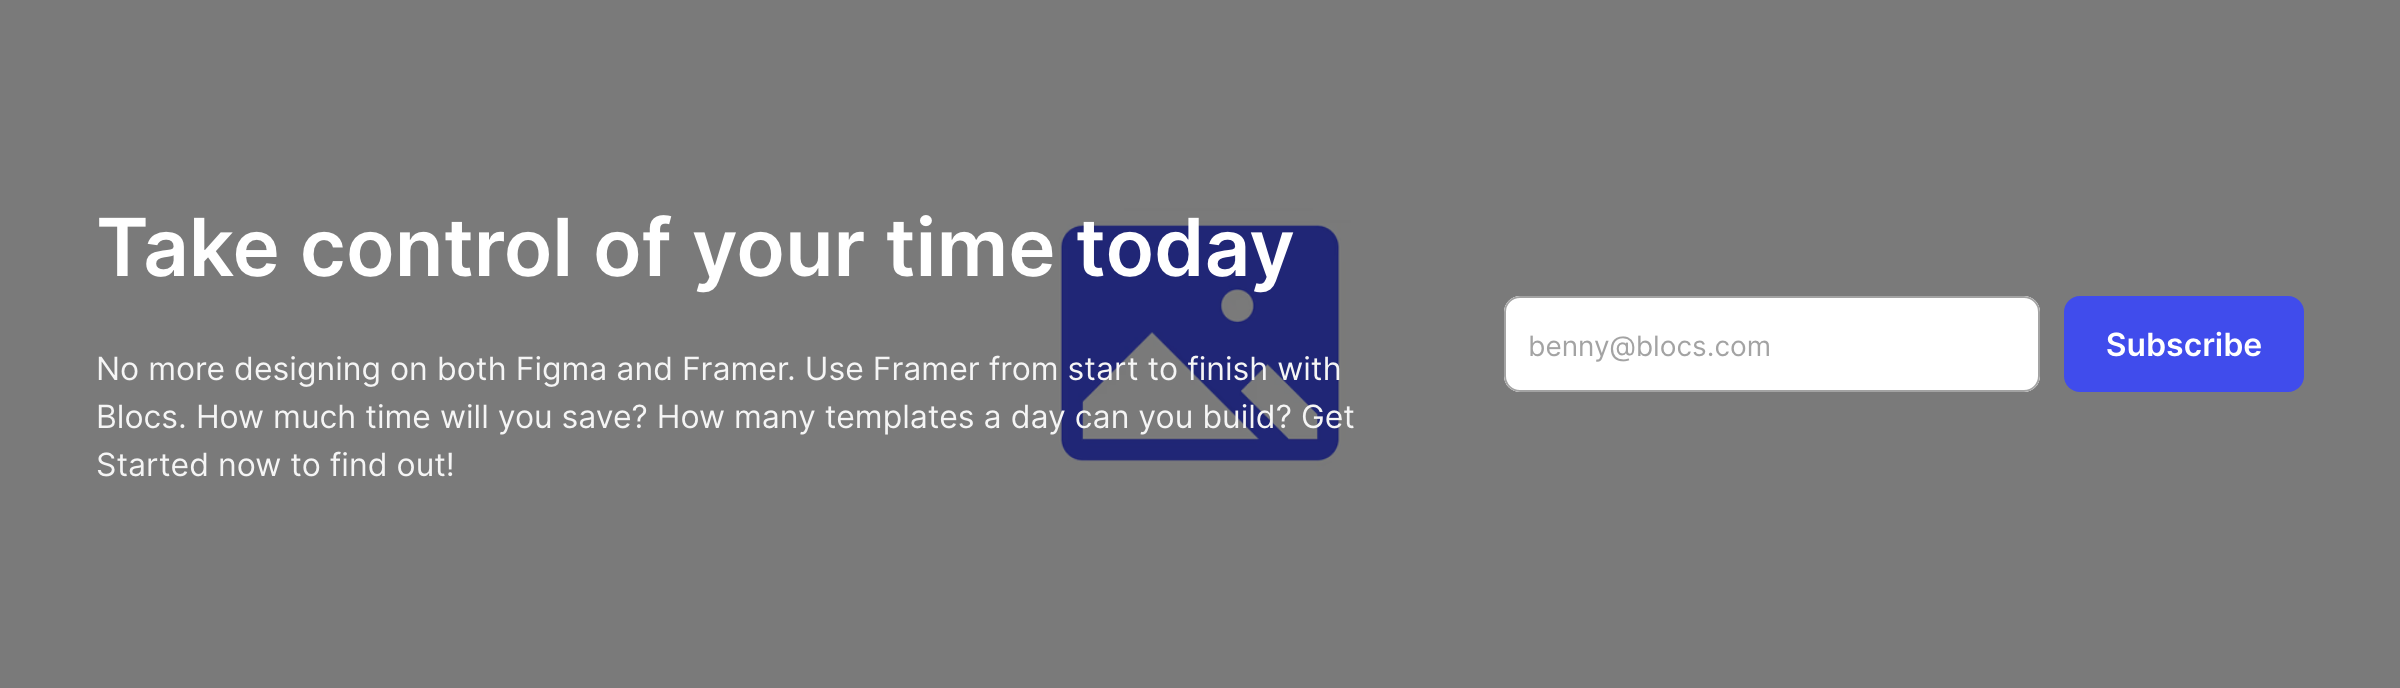 Take control of your time today
No more designing on both Figma and Framer. Use Framer from start to finish with
Blocs. How much time will you save? How many templates a day can you build? Get
Started now to find out!
benny@blocs.com
Subscribe